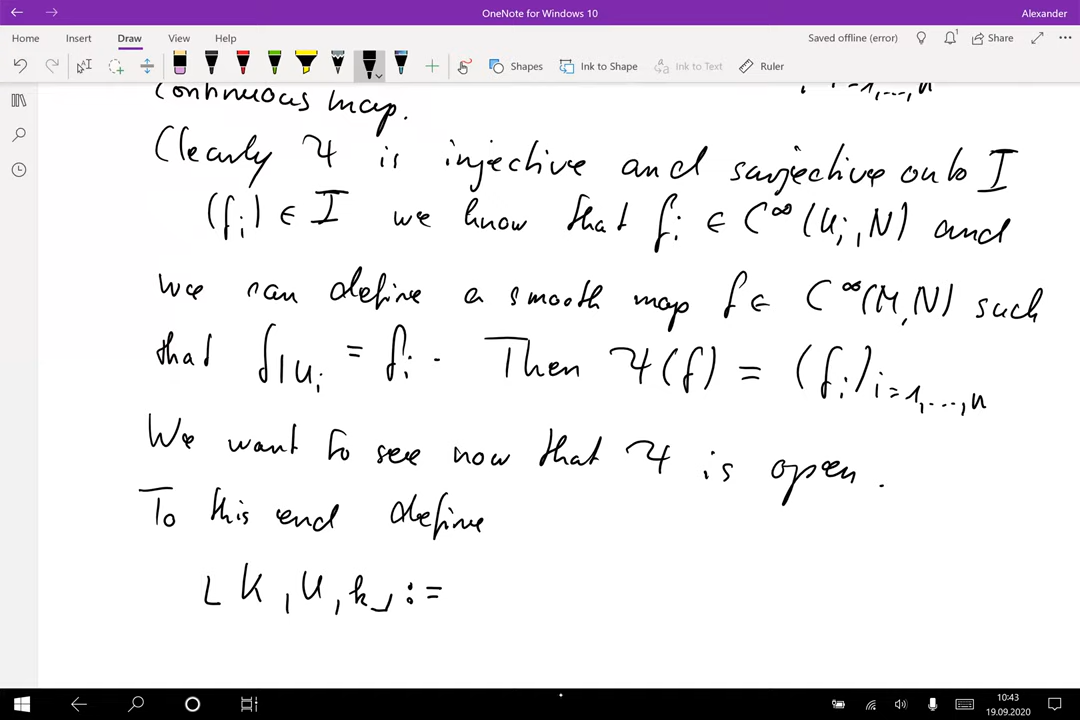 OneNote for Windows 10
Alexander
Home Insert Draw View Help
Saved offline (error) Share
Shapes Ink to Shape Ink to Text Ruler
continuous map. i=1,...,n
Clearly Ψ is injective and surjective onto I
(f_i) ∈ I we know that f_i ∈ C^∞(U_i, N) and
we can define a smooth map f ∈ C^∞(M, N) such
that f|U_i = f_i. Then Ψ(f) = (f_i)_{i=1,...,n}
We want to see now that Ψ is open.
To this end define
⌊K, U, k⌋ :=
10:43
19.09.2020